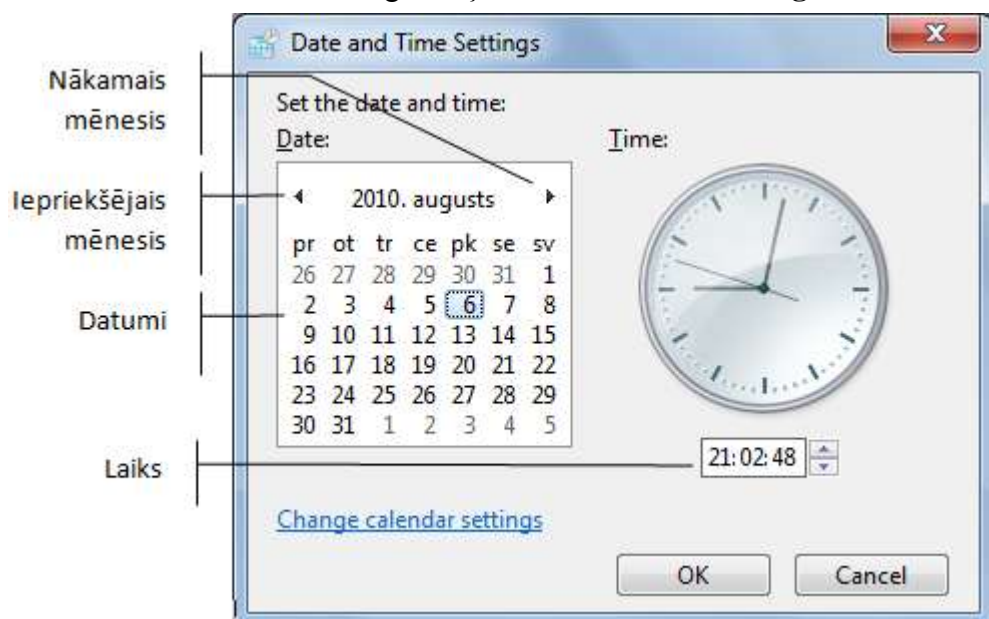 Date and Time Settings
Nākamais
mēnesis
Set the date and time:
Date:
Time:
Iepriekšējais
mēnesis
2010. augusts
pr ot tr ce pk se sv
26 27 28 29 30 31 1
2 3 4 5 6 7 8
Datumi
9 10 11 12 13 14 15
16 17 18 19 20 21 22
23 24 25 26 27 28 29
30 31 1 2 3 4 5
Laiks
21:02:48
Change calendar settings
OK
Cancel